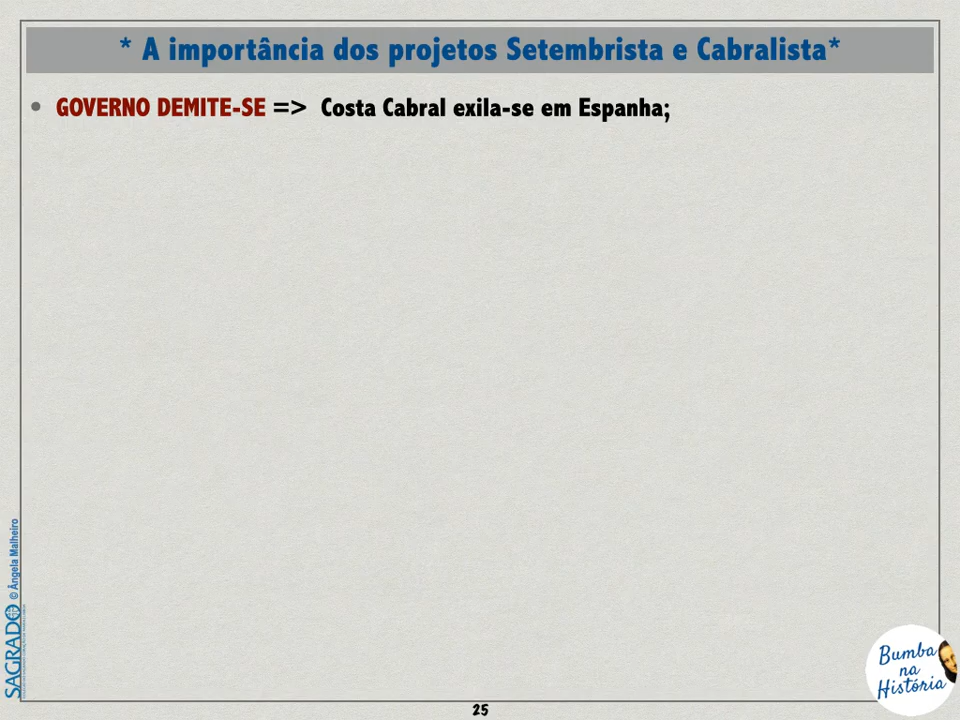 * A importância dos projetos Setembrista e Cabralista*
• GOVERNO DEMITE-SE => Costa Cabral exila-se em Espanha;
© Ângela Malheiro
SAGRADO
Bumba
na
História
25